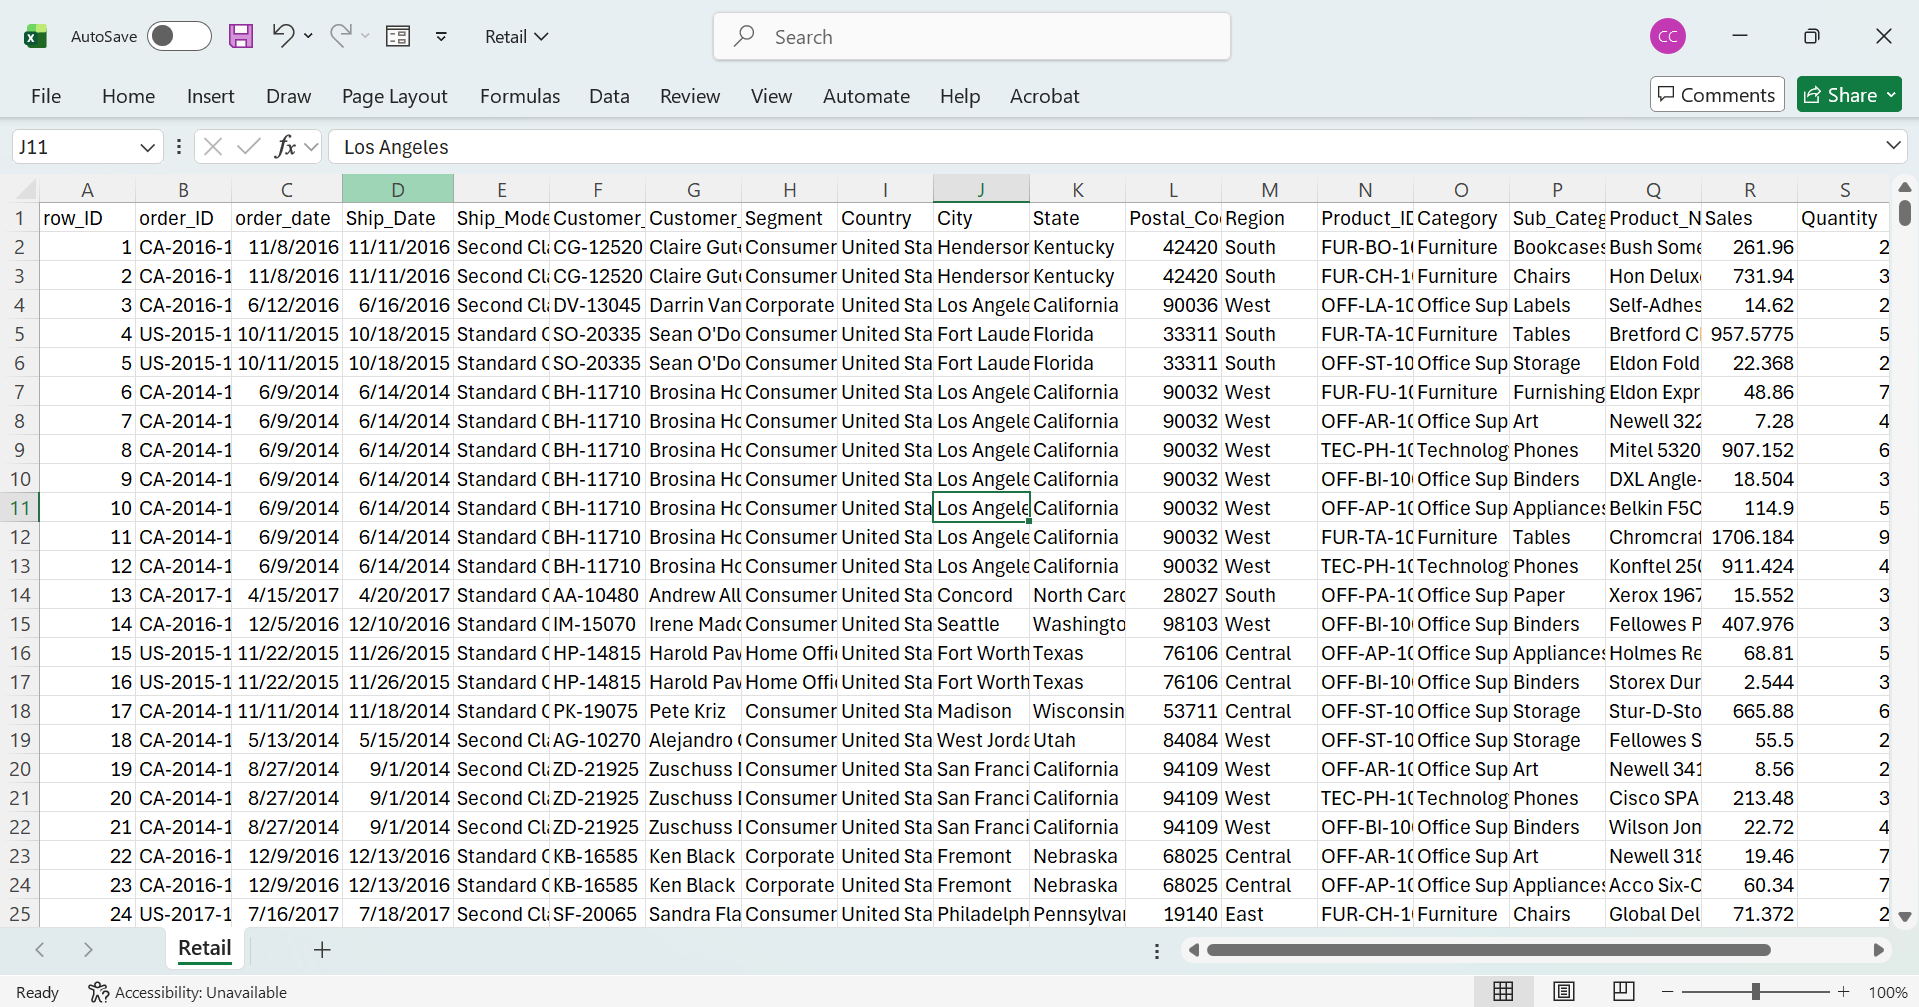 AutoSave Retail Search CC
File Home Insert Draw Page Layout Formulas Data Review View Automate Help Acrobat Comments Share
J11 fx Los Angeles
A B C D E F G H I J K L M N O P Q R S
1 row_ID order_ID order_date Ship_Date Ship_Mode Customer_ Customer_ Segment Country City State Postal_Co Region Product_ID Category Sub_Categ Product_N Sales Quantity
2 1 CA-2016-1 11/8/2016 11/11/2016 Second Cl CG-12520 Claire Gut Consumer United Sta Henderson Kentucky 42420 South FUR-BO-1 Furniture Bookcases Bush Some 261.96 2
3 2 CA-2016-1 11/8/2016 11/11/2016 Second Cl CG-12520 Claire Gut Consumer United Sta Henderson Kentucky 42420 South FUR-CH-1 Furniture Chairs Hon Delux 731.94 3
4 3 CA-2016-1 6/12/2016 6/16/2016 Second Cl DV-13045 Darrin Van Corporate United Sta Los Angele California 90036 West OFF-LA-10 Office Sup Labels Self-Adhes 14.62 2
5 4 US-2015-1 10/11/2015 10/18/2015 Standard C SO-20335 Sean O'Do Consumer United Sta Fort Laude Florida 33311 South FUR-TA-10 Furniture Tables Bretford C 957.5775 5
6 5 US-2015-1 10/11/2015 10/18/2015 Standard C SO-20335 Sean O'Do Consumer United Sta Fort Laude Florida 33311 South OFF-ST-10 Office Sup Storage Eldon Fold 22.368 2
7 6 CA-2014-1 6/9/2014 6/14/2014 Standard C BH-11710 Brosina Ho Consumer United Sta Los Angele California 90032 West FUR-FU-10 Furniture Furnishing Eldon Expr 48.86 7
8 7 CA-2014-1 6/9/2014 6/14/2014 Standard C BH-11710 Brosina Ho Consumer United Sta Los Angele California 90032 West OFF-AR-10 Office Sup Art Newell 322 7.28 4
9 8 CA-2014-1 6/9/2014 6/14/2014 Standard C BH-11710 Brosina Ho Consumer United Sta Los Angele California 90032 West TEC-PH-10 Technolog Phones Mitel 5320 907.152 6
10 9 CA-2014-1 6/9/2014 6/14/2014 Standard C BH-11710 Brosina Ho Consumer United Sta Los Angele California 90032 West OFF-BI-10 Office Sup Binders DXL Angle- 18.504 3
11 10 CA-2014-1 6/9/2014 6/14/2014 Standard C BH-11710 Brosina Ho Consumer United Sta Los Angele California 90032 West OFF-AP-10 Office Sup Appliances Belkin F5C 114.9 5
12 11 CA-2014-1 6/9/2014 6/14/2014 Standard C BH-11710 Brosina Ho Consumer United Sta Los Angele California 90032 West FUR-TA-10 Furniture Tables Chromcraf 1706.184 9
13 12 CA-2014-1 6/9/2014 6/14/2014 Standard C BH-11710 Brosina Ho Consumer United Sta Los Angele California 90032 West TEC-PH-10 Technolog Phones Konftel 250 911.424 4
14 13 CA-2017-1 4/15/2017 4/20/2017 Standard C AA-10480 Andrew All Consumer United Sta Concord North Carc 28027 South OFF-PA-10 Office Sup Paper Xerox 1967 15.552 3
15 14 CA-2016-1 12/5/2016 12/10/2016 Standard C IM-15070 Irene Madd Consumer United Sta Seattle Washingto 98103 West OFF-BI-10 Office Sup Binders Fellowes P 407.976 3
16 15 US-2015-1 11/22/2015 11/26/2015 Standard C HP-14815 Harold Pav Home Offi United Sta Fort Worth Texas 76106 Central OFF-AP-10 Office Sup Appliances Holmes Re 68.81 5
17 16 US-2015-1 11/22/2015 11/26/2015 Standard C HP-14815 Harold Pav Home Offi United Sta Fort Worth Texas 76106 Central OFF-BI-10 Office Sup Binders Storex Dur 2.544 3
18 17 CA-2014-1 11/11/2014 11/18/2014 Standard C PK-19075 Pete Kriz Consumer United Sta Madison Wisconsin 53711 Central OFF-ST-10 Office Sup Storage Stur-D-Sto 665.88 6
19 18 CA-2014-1 5/13/2014 5/15/2014 Second Cl AG-10270 Alejandro Consumer United Sta West Jorda Utah 84084 West OFF-ST-10 Office Sup Storage Fellowes S 55.5 2
20 19 CA-2014-1 8/27/2014 9/1/2014 Second Cl ZD-21925 Zuschuss Consumer United Sta San Franci California 94109 West OFF-AR-10 Office Sup Art Newell 341 8.56 2
21 20 CA-2014-1 8/27/2014 9/1/2014 Second Cl ZD-21925 Zuschuss Consumer United Sta San Franci California 94109 West TEC-PH-10 Technolog Phones Cisco SPA 213.48 3
22 21 CA-2014-1 8/27/2014 9/1/2014 Second Cl ZD-21925 Zuschuss Consumer United Sta San Franci California 94109 West OFF-BI-10 Office Sup Binders Wilson Jon 22.72 4
23 22 CA-2016-1 12/9/2016 12/13/2016 Standard C KB-16585 Ken Black Corporate United Sta Fremont Nebraska 68025 Central OFF-AR-10 Office Sup Art Newell 318 19.46 7
24 23 CA-2016-1 12/9/2016 12/13/2016 Standard C KB-16585 Ken Black Corporate United Sta Fremont Nebraska 68025 Central OFF-AP-10 Office Sup Appliances Acco Six-C 60.34 7
25 24 US-2017-1 7/16/2017 7/18/2017 Second Cl SF-20065 Sandra Fla Consumer United Sta Philadelph Pennsylva 19140 East FUR-CH-1 Furniture Chairs Global Del 71.372 2
Retail
Ready Accessibility: Unavailable 100%